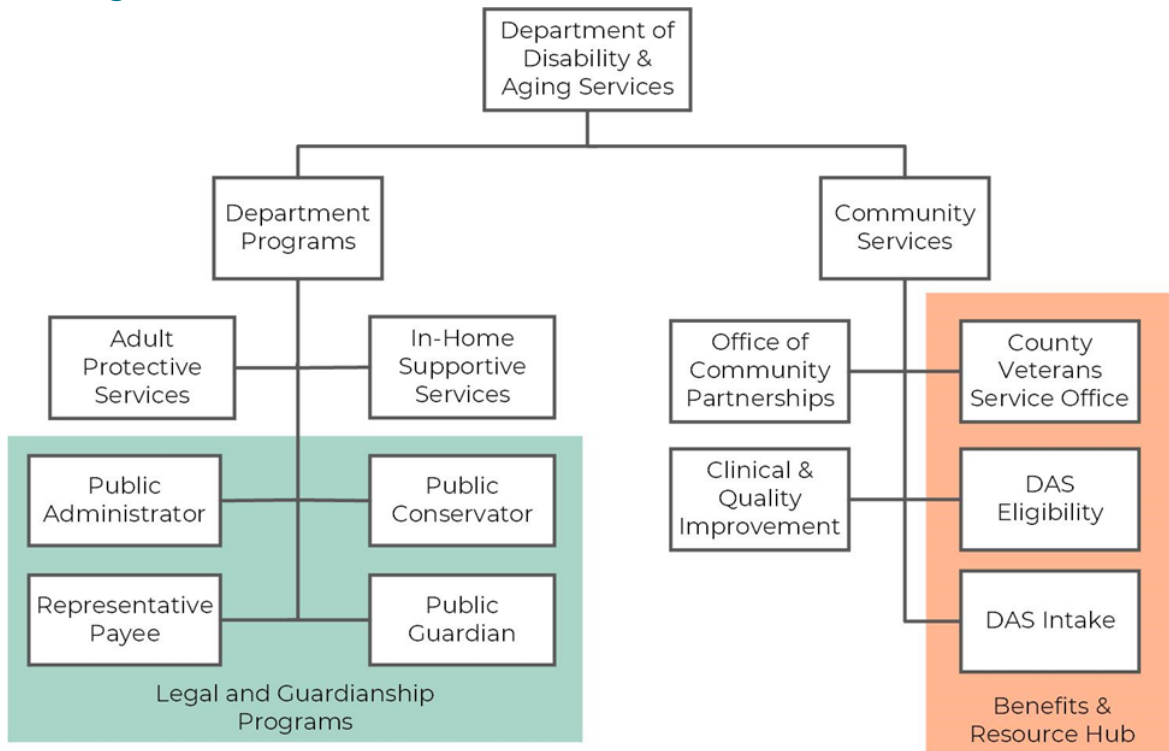 Department of
Disability &
Aging Services
Department
Programs
Community
Services
Adult
Protective
Services
In-Home
Supportive
Services
Office of
Community
Partnerships
County
Veterans
Service Office
Public
Administrator
Public
Conservator
Clinical &
Quality
Improvement
DAS
Eligibility
Representative
Payee
Public
Guardian
DAS Intake
Legal and Guardianship
Programs
Benefits &
Resource Hub